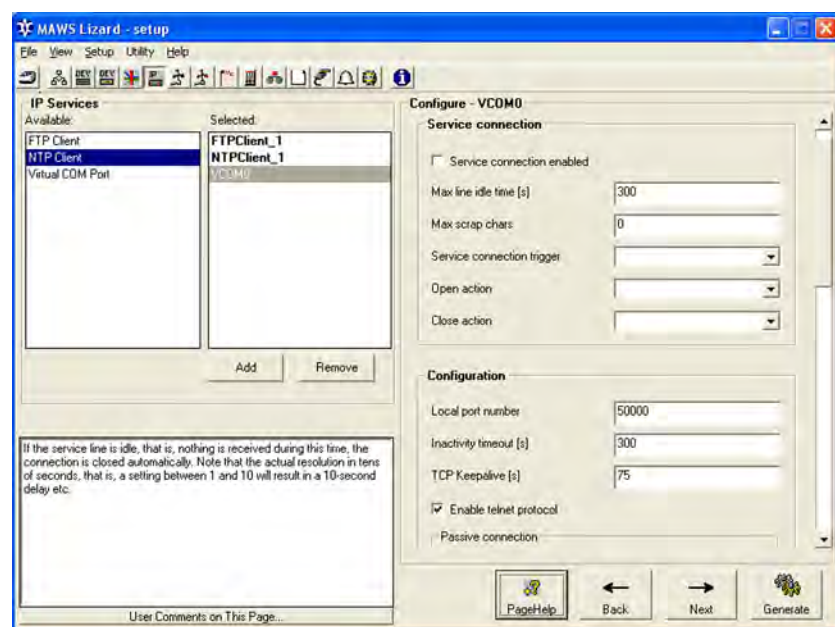 MAWS Lizard - setup
File View Setup Utility Help
IP Services
Available:
Selected:
FTP Client
NTP Client
Virtual COM Port
FTPClient_1
NTPClient_1
VCOM0
Add
Remove
If the service line is idle, that is, nothing is received during this time, the
connection is closed automatically. Note that the actual resolution in tens
of seconds, that is, a setting between 1 and 10 will result in a 10-second
delay etc.
User Comments on This Page...
Configure - VCOM0
Service connection
Service connection enabled
Max line idle time [s] 300
Max scrap chars 0
Service connection trigger
Open action
Close action
Configuration
Local port number 50000
Inactivity timeout [s] 300
TCP Keepalive [s] 75
Enable telnet protocol
Passive connection
PageHelp
Back
Next
Generate